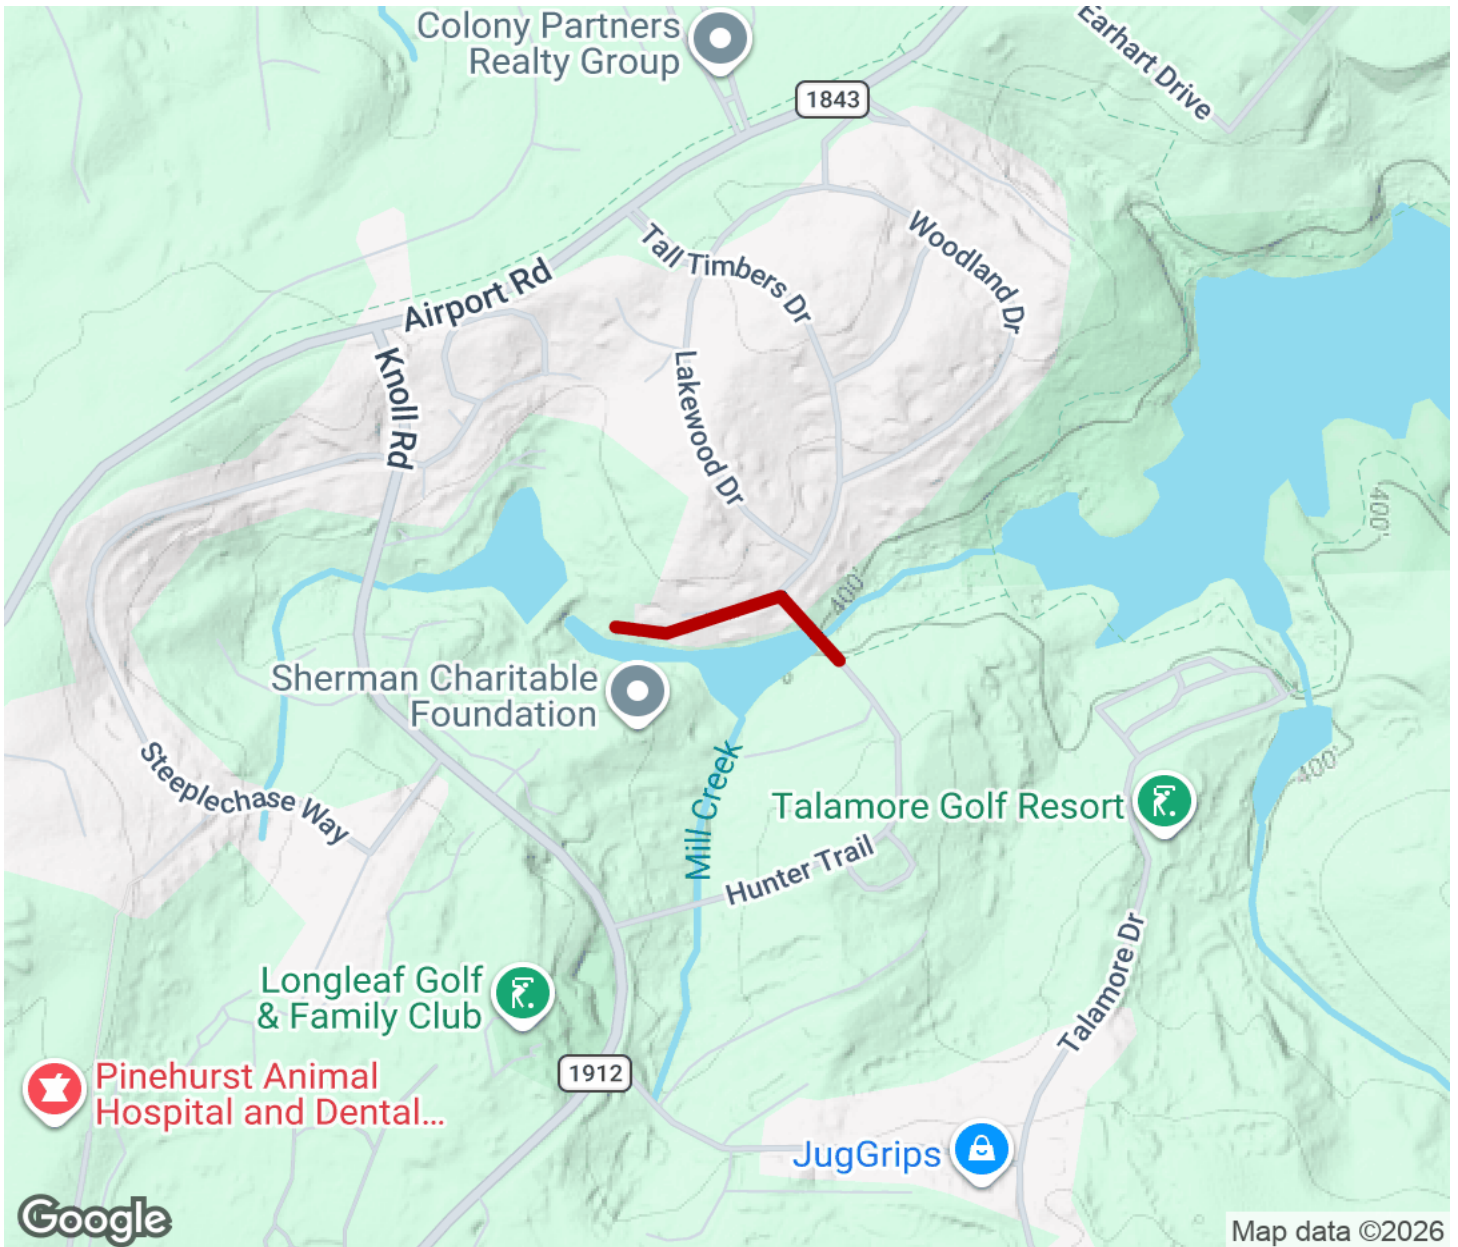 Colony Partners
Realty Group
1843
Earhart Drive
Woodland Dr
Tall Timbers Dr
Airport Rd
Knoll Rd
Lakewood Dr
400'
400'
Sherman Charitable
Foundation
Mill Creek
Steeplechase Way
400'
Talamore Golf Resort
Hunter Trail
Talamore Dr
Longleaf Golf
& Family Club
1912
Pinehurst Animal
Hospital and Dental...
JugGrips
Google
Map data ©2026